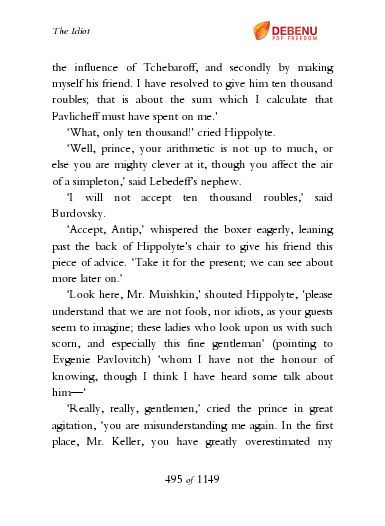 The Idiot
DEBENU
PDF FREEDOM
the influence of Tchebaroff, and secondly by making
myself his friend. I have resolved to give him ten thousand
roubles; that is about the sum which I calculate that
Pavlicheff must have spent on me.’
‘What, only ten thousand!’ cried Hippolyte.
‘Well, prince, your arithmetic is not up to much, or
else you are mighty clever at it, though you affect the air
of a simpleton,’ said Lebedeff’s nephew.
‘I will not accept ten thousand roubles,’ said
Burdovsky.
‘Accept, Antip,’ whispered the boxer eagerly, leaning
past the back of Hippolyte’s chair to give his friend this
piece of advice. ‘Take it for the present; we can see about
more later on.’
‘Look here, Mr. Muishkin,’ shouted Hippolyte, ‘please
understand that we are not fools, nor idiots, as your guests
seem to imagine; these ladies who look upon us with such
scorn, and especially this fine gentleman’ (pointing to
Evgenie Pavlovitch) ‘whom I have not the honour of
knowing, though I think I have heard some talk about
him—‘
‘Really, really, gentlemen,’ cried the prince in great
agitation, ‘you are misunderstanding me again. In the first
place, Mr. Keller, you have greatly overestimated my
495 of 1149